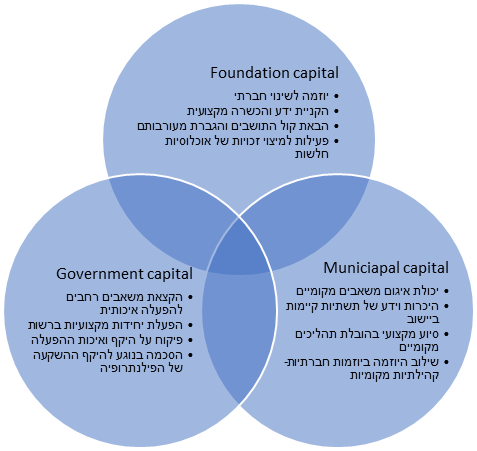 Foundation capital
• יוזמה לשינוי חברתי
• הקניית ידע והכשרה מקצועית
• הבאת קול התושבים והגברת מעורבותם
• פעילות למיצוי זכויות של אוכלוסיות
חלשות
Government capital
• הקצאת משאבים רחבים
להפעלה איכותית
• הפעלת יחידות מקצועיות ברשות
• פיקוח על היקף ואיכות ההפעלה
• הסכמה בנוגע להיקף ההשקעה
של הפילנתרופיה
Municiapal capital
• יכולת איגום משאבים מקומיים
• היכרות וידע של תשתיות קיימות
ביישוב
• סיוע מקצועי בהובלת תהליכים
מקומיים
• שילוב היוזמה ביוזמות חברתיות-
קהילתיות מקומיות